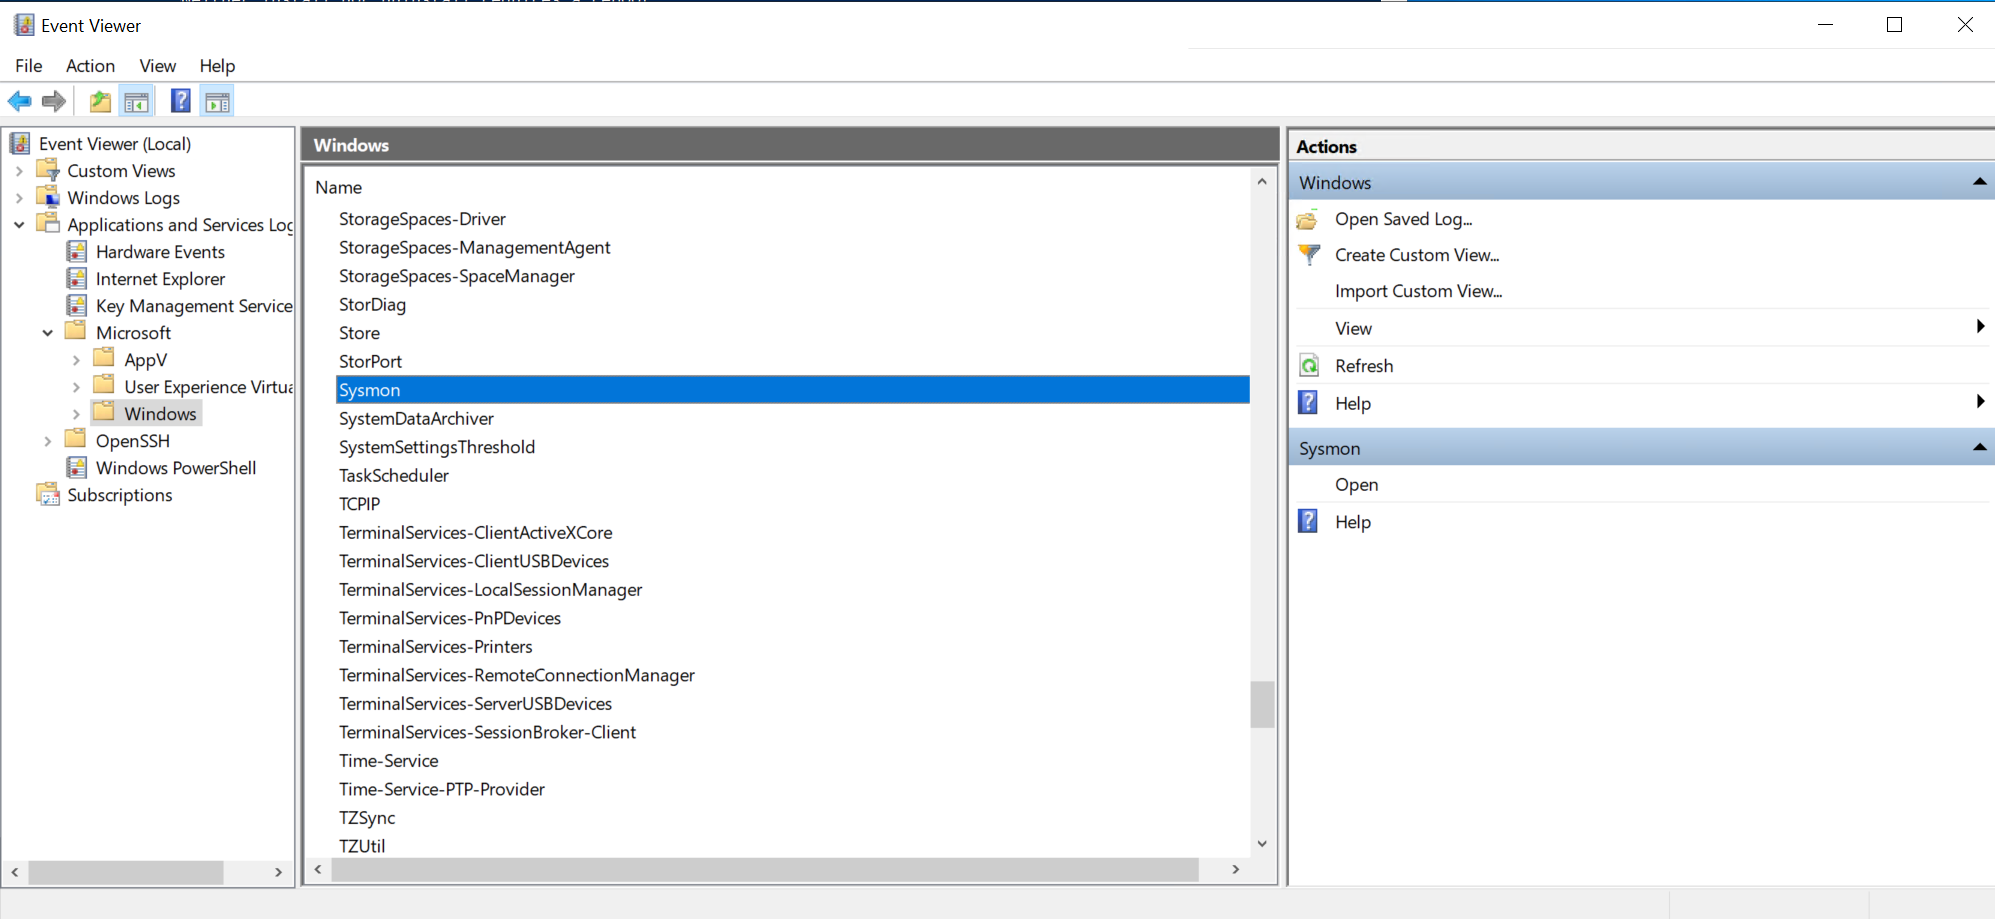 Event Viewer
File Action View Help
Event Viewer (Local)
Custom Views
Windows Logs
Applications and Services Log
Hardware Events
Internet Explorer
Key Management Service
Microsoft
AppV
User Experience Virtua
Windows
OpenSSH
Windows PowerShell
Subscriptions
Windows
Name
StorageSpaces-Driver
StorageSpaces-ManagementAgent
StorageSpaces-SpaceManager
StorDiag
Store
StorPort
Sysmon
SystemDataArchiver
SystemSettingsThreshold
TaskScheduler
TCPIP
TerminalServices-ClientActiveXCore
TerminalServices-ClientUSBDevices
TerminalServices-LocalSessionManager
TerminalServices-PnPDevices
TerminalServices-Printers
TerminalServices-RemoteConnectionManager
TerminalServices-ServerUSBDevices
TerminalServices-SessionBroker-Client
Time-Service
Time-Service-PTP-Provider
TZSync
TZUtil
Actions
Windows
Open Saved Log...
Create Custom View...
Import Custom View...
View
Refresh
Help
Sysmon
Open
Help